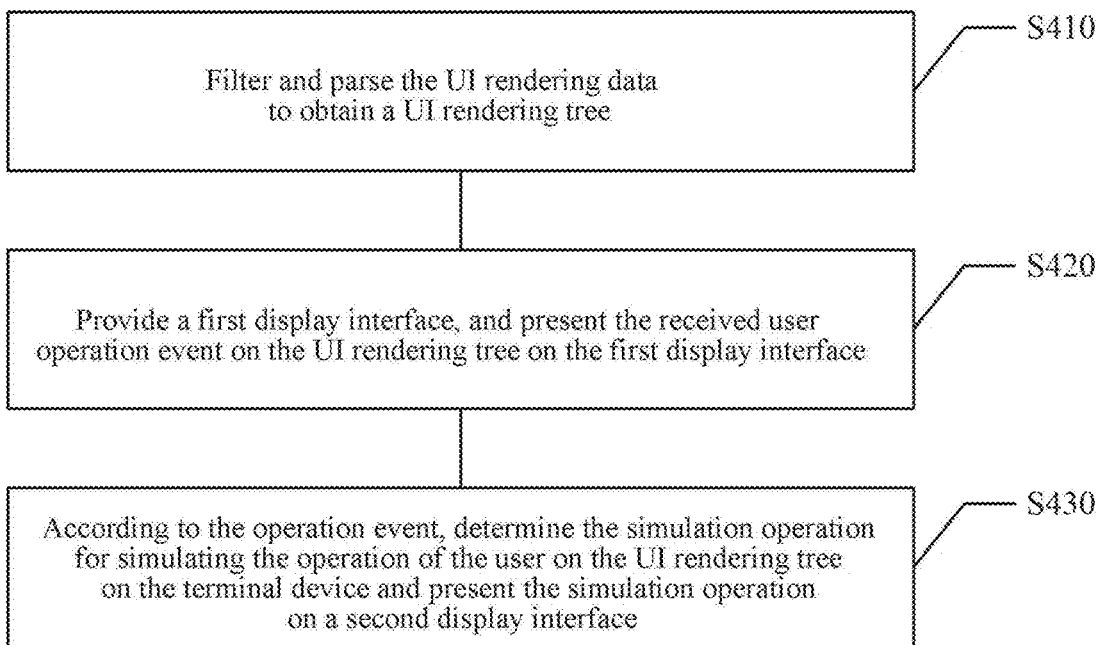 S410
Filter and parse the UI rendering data
to obtain a UI rendering tree
S420
Provide a first display interface, and present the received user
operation event on the UI rendering tree on the first display interface
S430
According to the operation event, determine the simulation operation
for simulating the operation of the user on the UI rendering tree
on the terminal device and present the simulation operation
on a second display interface